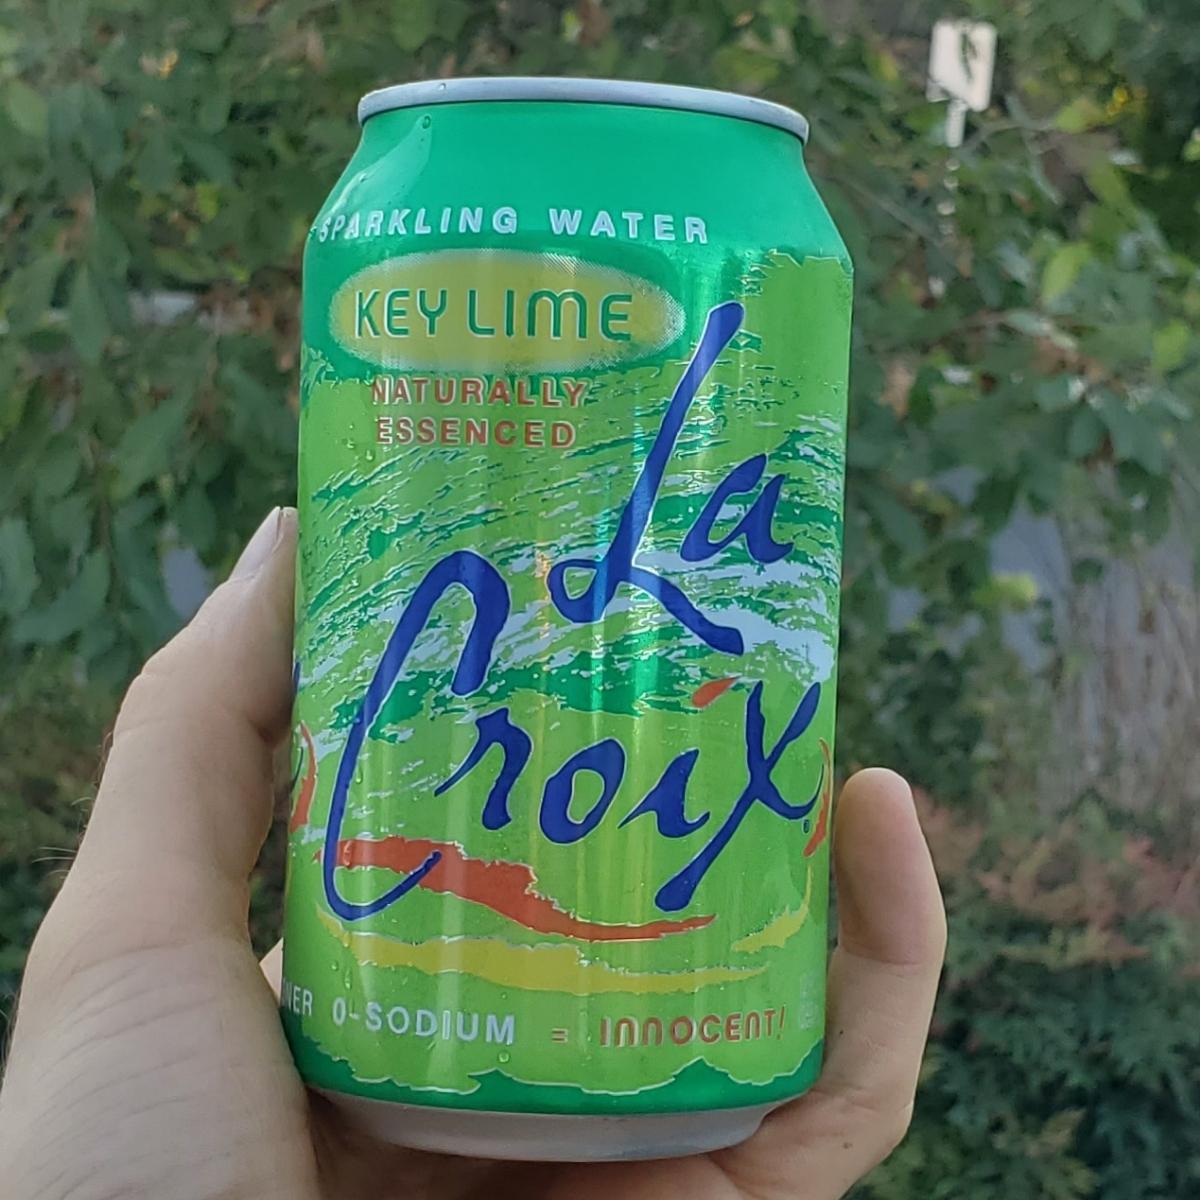 SPARKLING WATER
KEY LIME
NATURALLY
ESSENCED
La
Croix
0-SODIUM = INNOCENT!